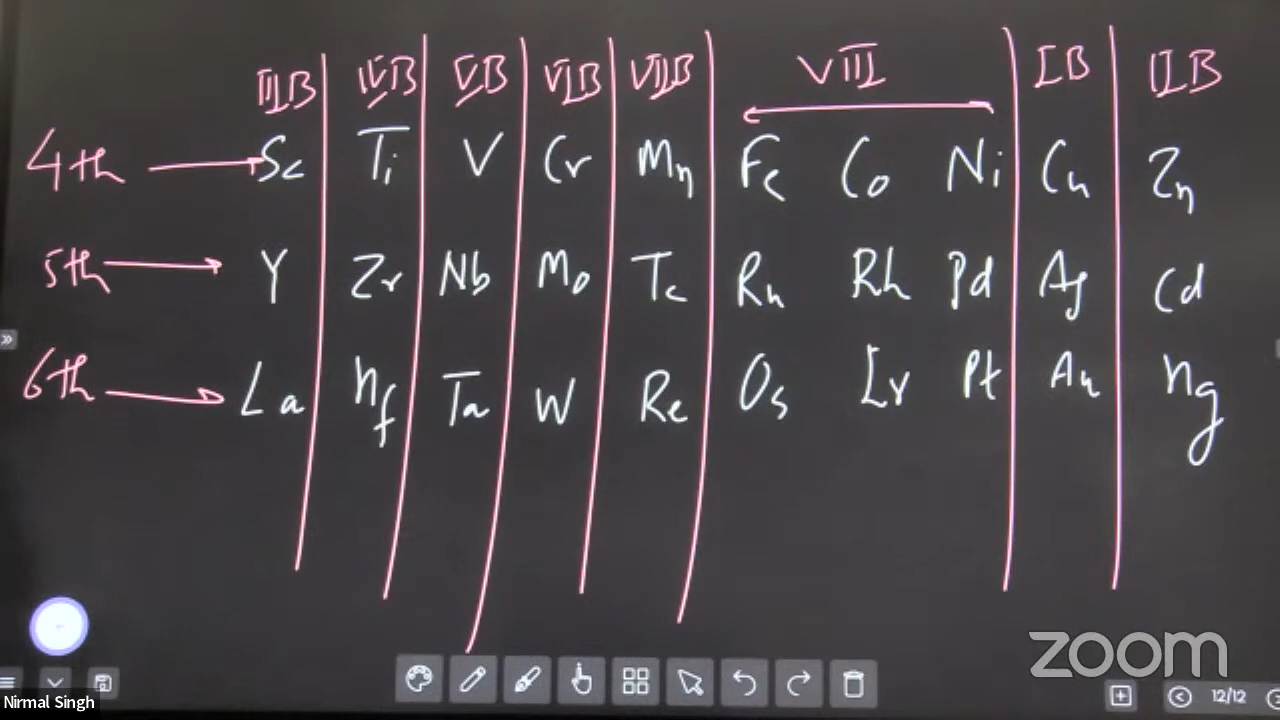 IIIB IVB VB VIB VIIB VIII IB IIB
4th Sc Ti V Cr Mn Fe Co Ni Cu Zn
5th Y Zr Nb Mo Tc Ru Rh Pd Ag Cd
6th La Hf Ta W Re Os Ir Pt Au Hg
zoom
12/12
Nirmal Singh